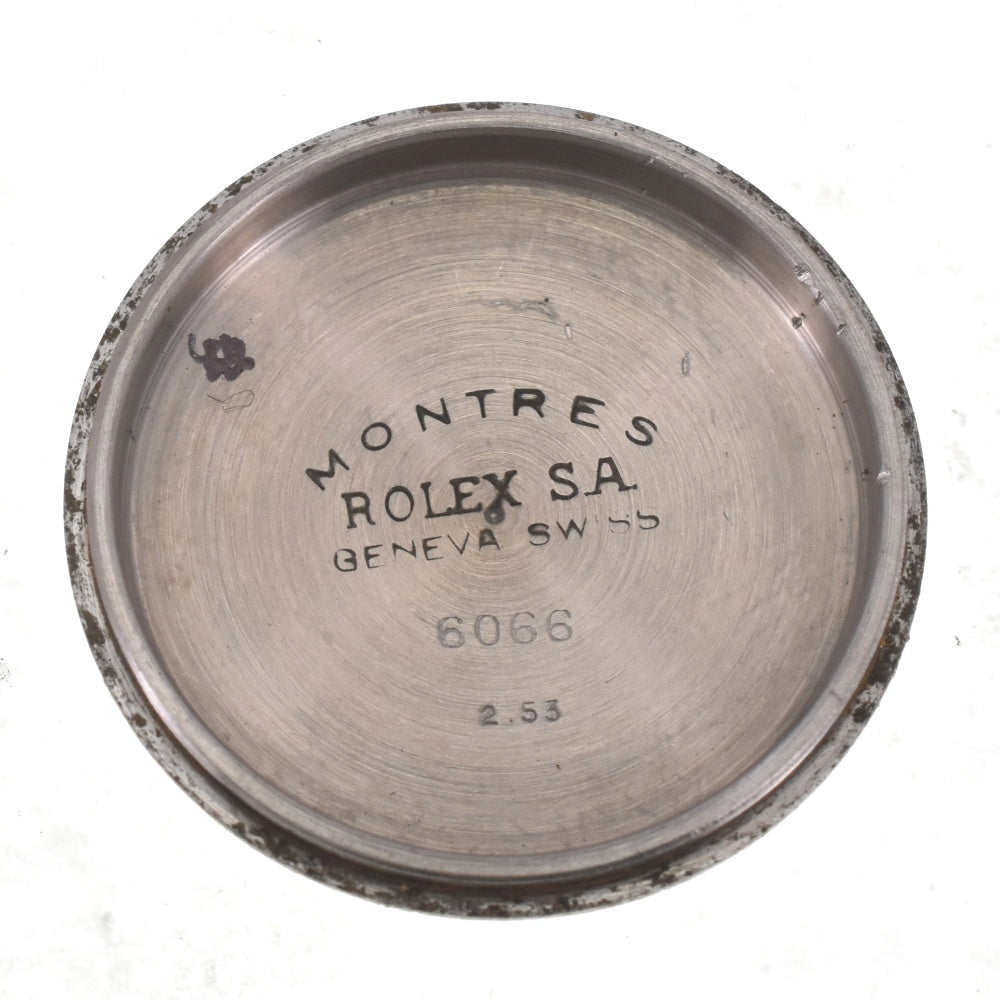 MONTRES
ROLEX S.A.
GENEVA SWISS
6066
2.53